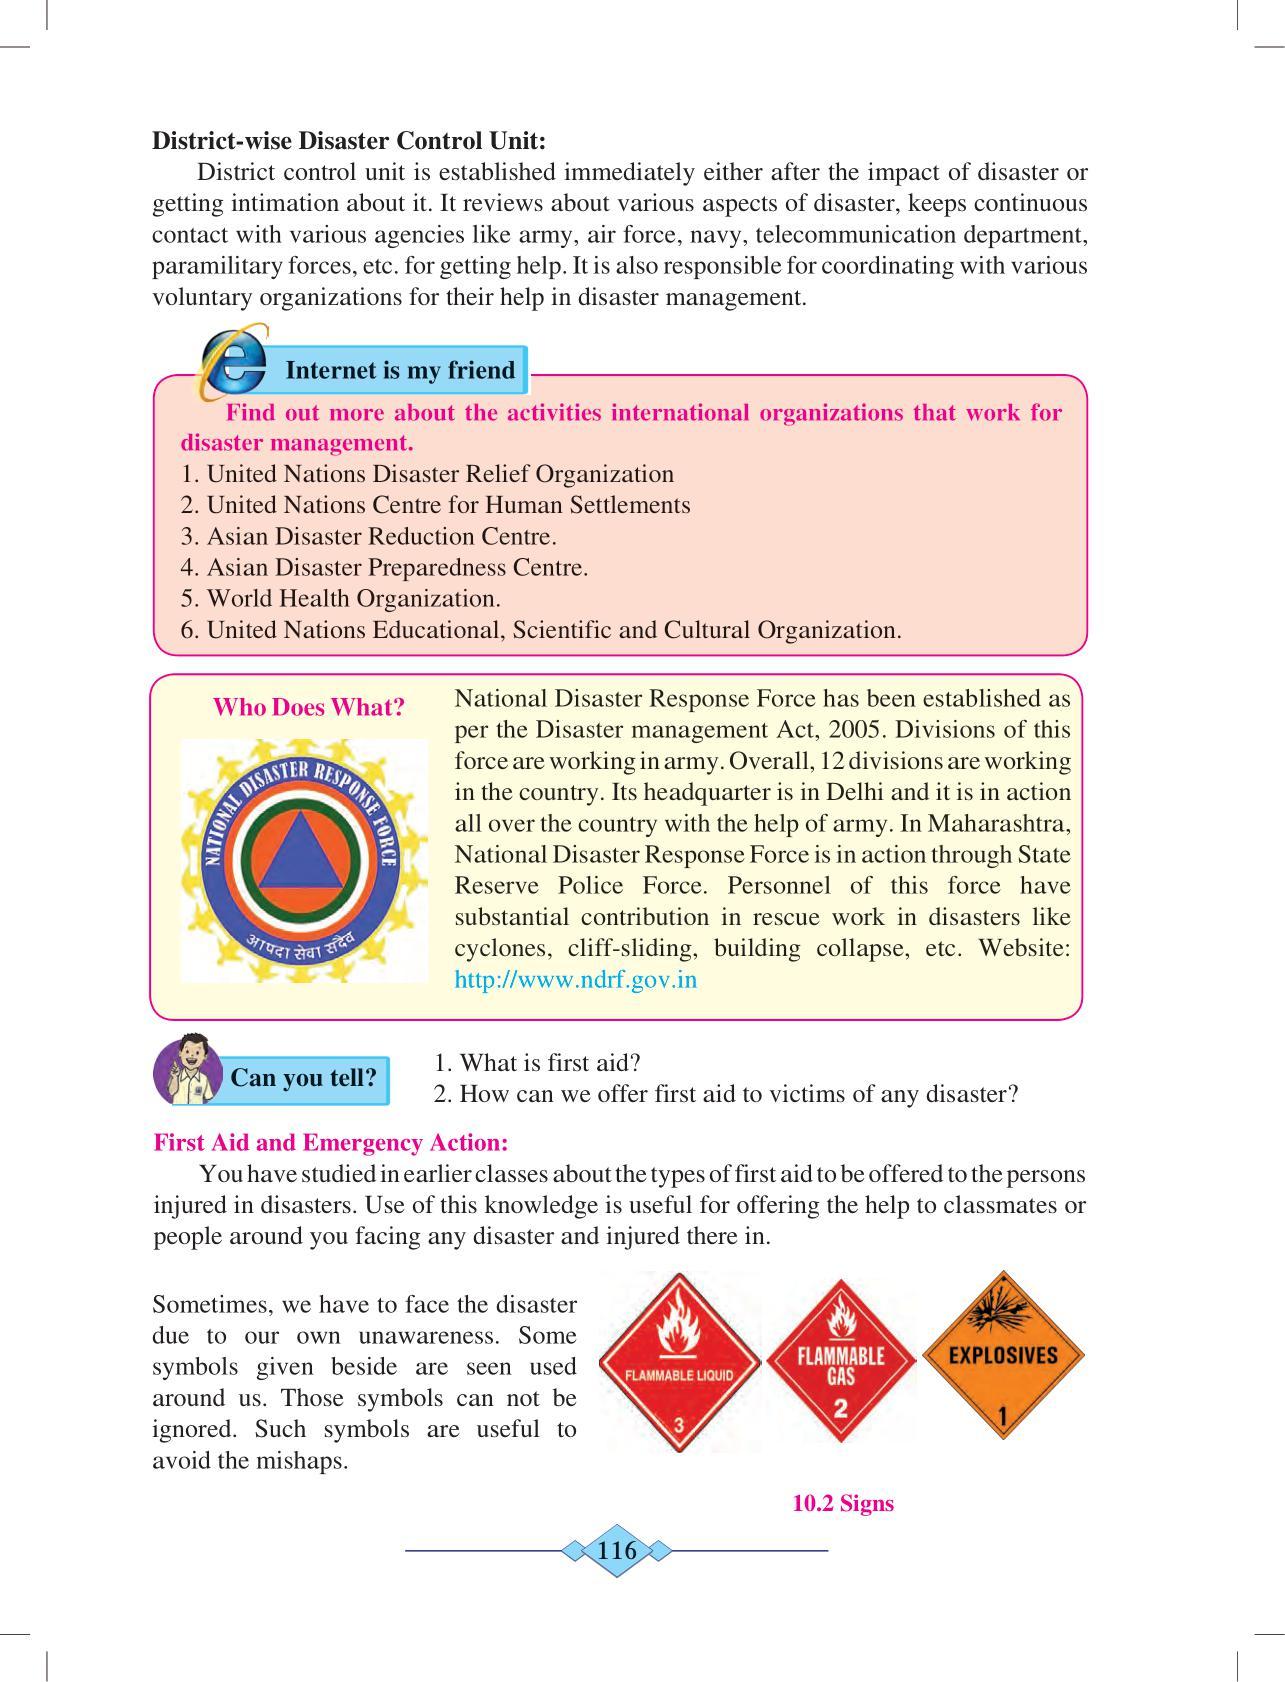 District-wise Disaster Control Unit:
District control unit is established immediately either after the impact of disaster or
getting intimation about it. It reviews about various aspects of disaster, keeps continuous
contact with various agencies like army, air force, navy, telecommunication department,
paramilitary forces, etc. for getting help. It is also responsible for coordinating with various
voluntary organizations for their help in disaster management.
Internet is my friend
Find out more about the activities international organizations that work for
disaster management.
1. United Nations Disaster Relief Organization
2. United Nations Centre for Human Settlements
3. Asian Disaster Reduction Centre.
4. Asian Disaster Preparedness Centre.
5. World Health Organization.
6. United Nations Educational, Scientific and Cultural Organization.
Who Does What?
NATIONAL DISASTER RESPONSE FORCE
आपदा सेवा सदैव
National Disaster Response Force has been established as
per the Disaster management Act, 2005. Divisions of this
force are working in army. Overall, 12 divisions are working
in the country. Its headquarter is in Delhi and it is in action
all over the country with the help of army. In Maharashtra,
National Disaster Response Force is in action through State
Reserve Police Force. Personnel of this force have
substantial contribution in rescue work in disasters like
cyclones, cliff-sliding, building collapse, etc. Website:
http://www.ndrf.gov.in
Can you tell?
1. What is first aid?
2. How can we offer first aid to victims of any disaster?
First Aid and Emergency Action:
You have studied in earlier classes about the types of first aid to be offered to the persons
injured in disasters. Use of this knowledge is useful for offering the help to classmates or
people around you facing any disaster and injured there in.
Sometimes, we have to face the disaster
due to our own unawareness. Some
symbols given beside are seen used
around us. Those symbols can not be
ignored. Such symbols are useful to
avoid the mishaps.
FLAMMABLE LIQUID
3
FLAMMABLE
GAS
2
EXPLOSIVES
1
10.2 Signs
116